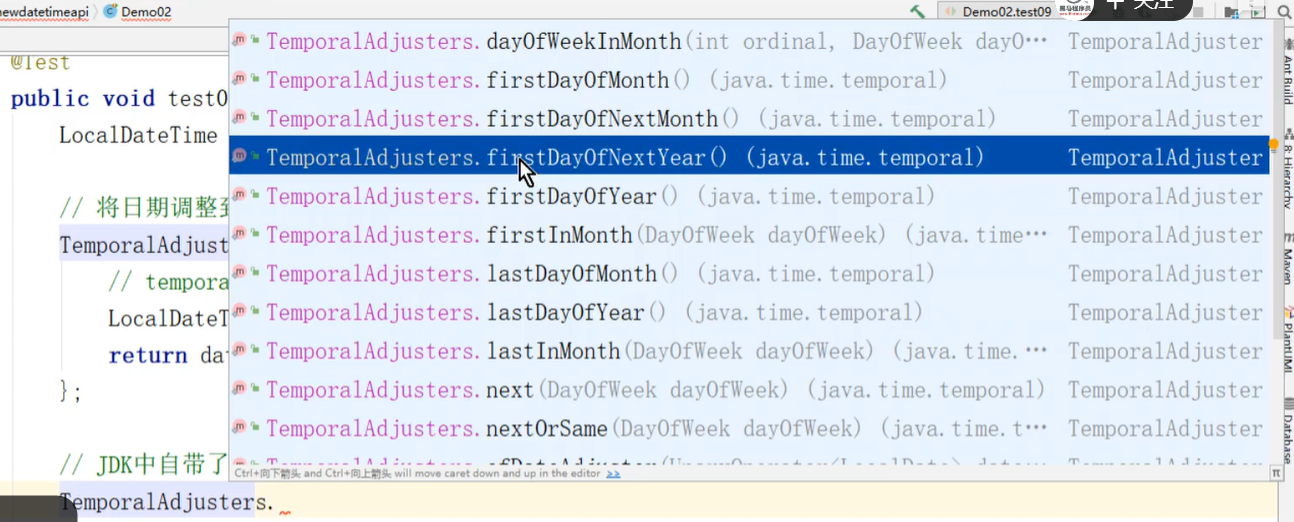 newdatetimeapi Demo02 Demo02.test09 关注
@Test
public void test0
LocalDateTime
// 将日期调整到
TemporalAdjust
// tempora
LocalDateT
return da
};
// JDK中自带了
TemporalAdjusters.
TemporalAdjusters.dayOfWeekInMonth(int ordinal, DayOfWeek dayO··· TemporalAdjuster
TemporalAdjusters.firstDayOfMonth() (java.time.temporal) TemporalAdjuster
TemporalAdjusters.firstDayOfNextMonth() (java.time.temporal) TemporalAdjuster
TemporalAdjusters.firstDayOfNextYear() (java.time.temporal) TemporalAdjuster
TemporalAdjusters.firstDayOfYear() (java.time.temporal) TemporalAdjuster
TemporalAdjusters.firstInMonth(DayOfWeek dayOfWeek) (java.time··· TemporalAdjuster
TemporalAdjusters.lastDayOfMonth() (java.time.temporal) TemporalAdjuster
TemporalAdjusters.lastDayOfYear() (java.time.temporal) TemporalAdjuster
TemporalAdjusters.lastInMonth(DayOfWeek dayOfWeek) (java.time.··· TemporalAdjuster
TemporalAdjusters.next(DayOfWeek dayOfWeek) (java.time.temporal) TemporalAdjuster
TemporalAdjusters.nextOrSame(DayOfWeek dayOfWeek) (java.time.t··· TemporalAdjuster
Ctrl+向下箭头 and Ctrl+向上箭头 will move caret down and up in the editor >>
π
Ant Build
8: Hierarchy
Maven
PlantUML
Database